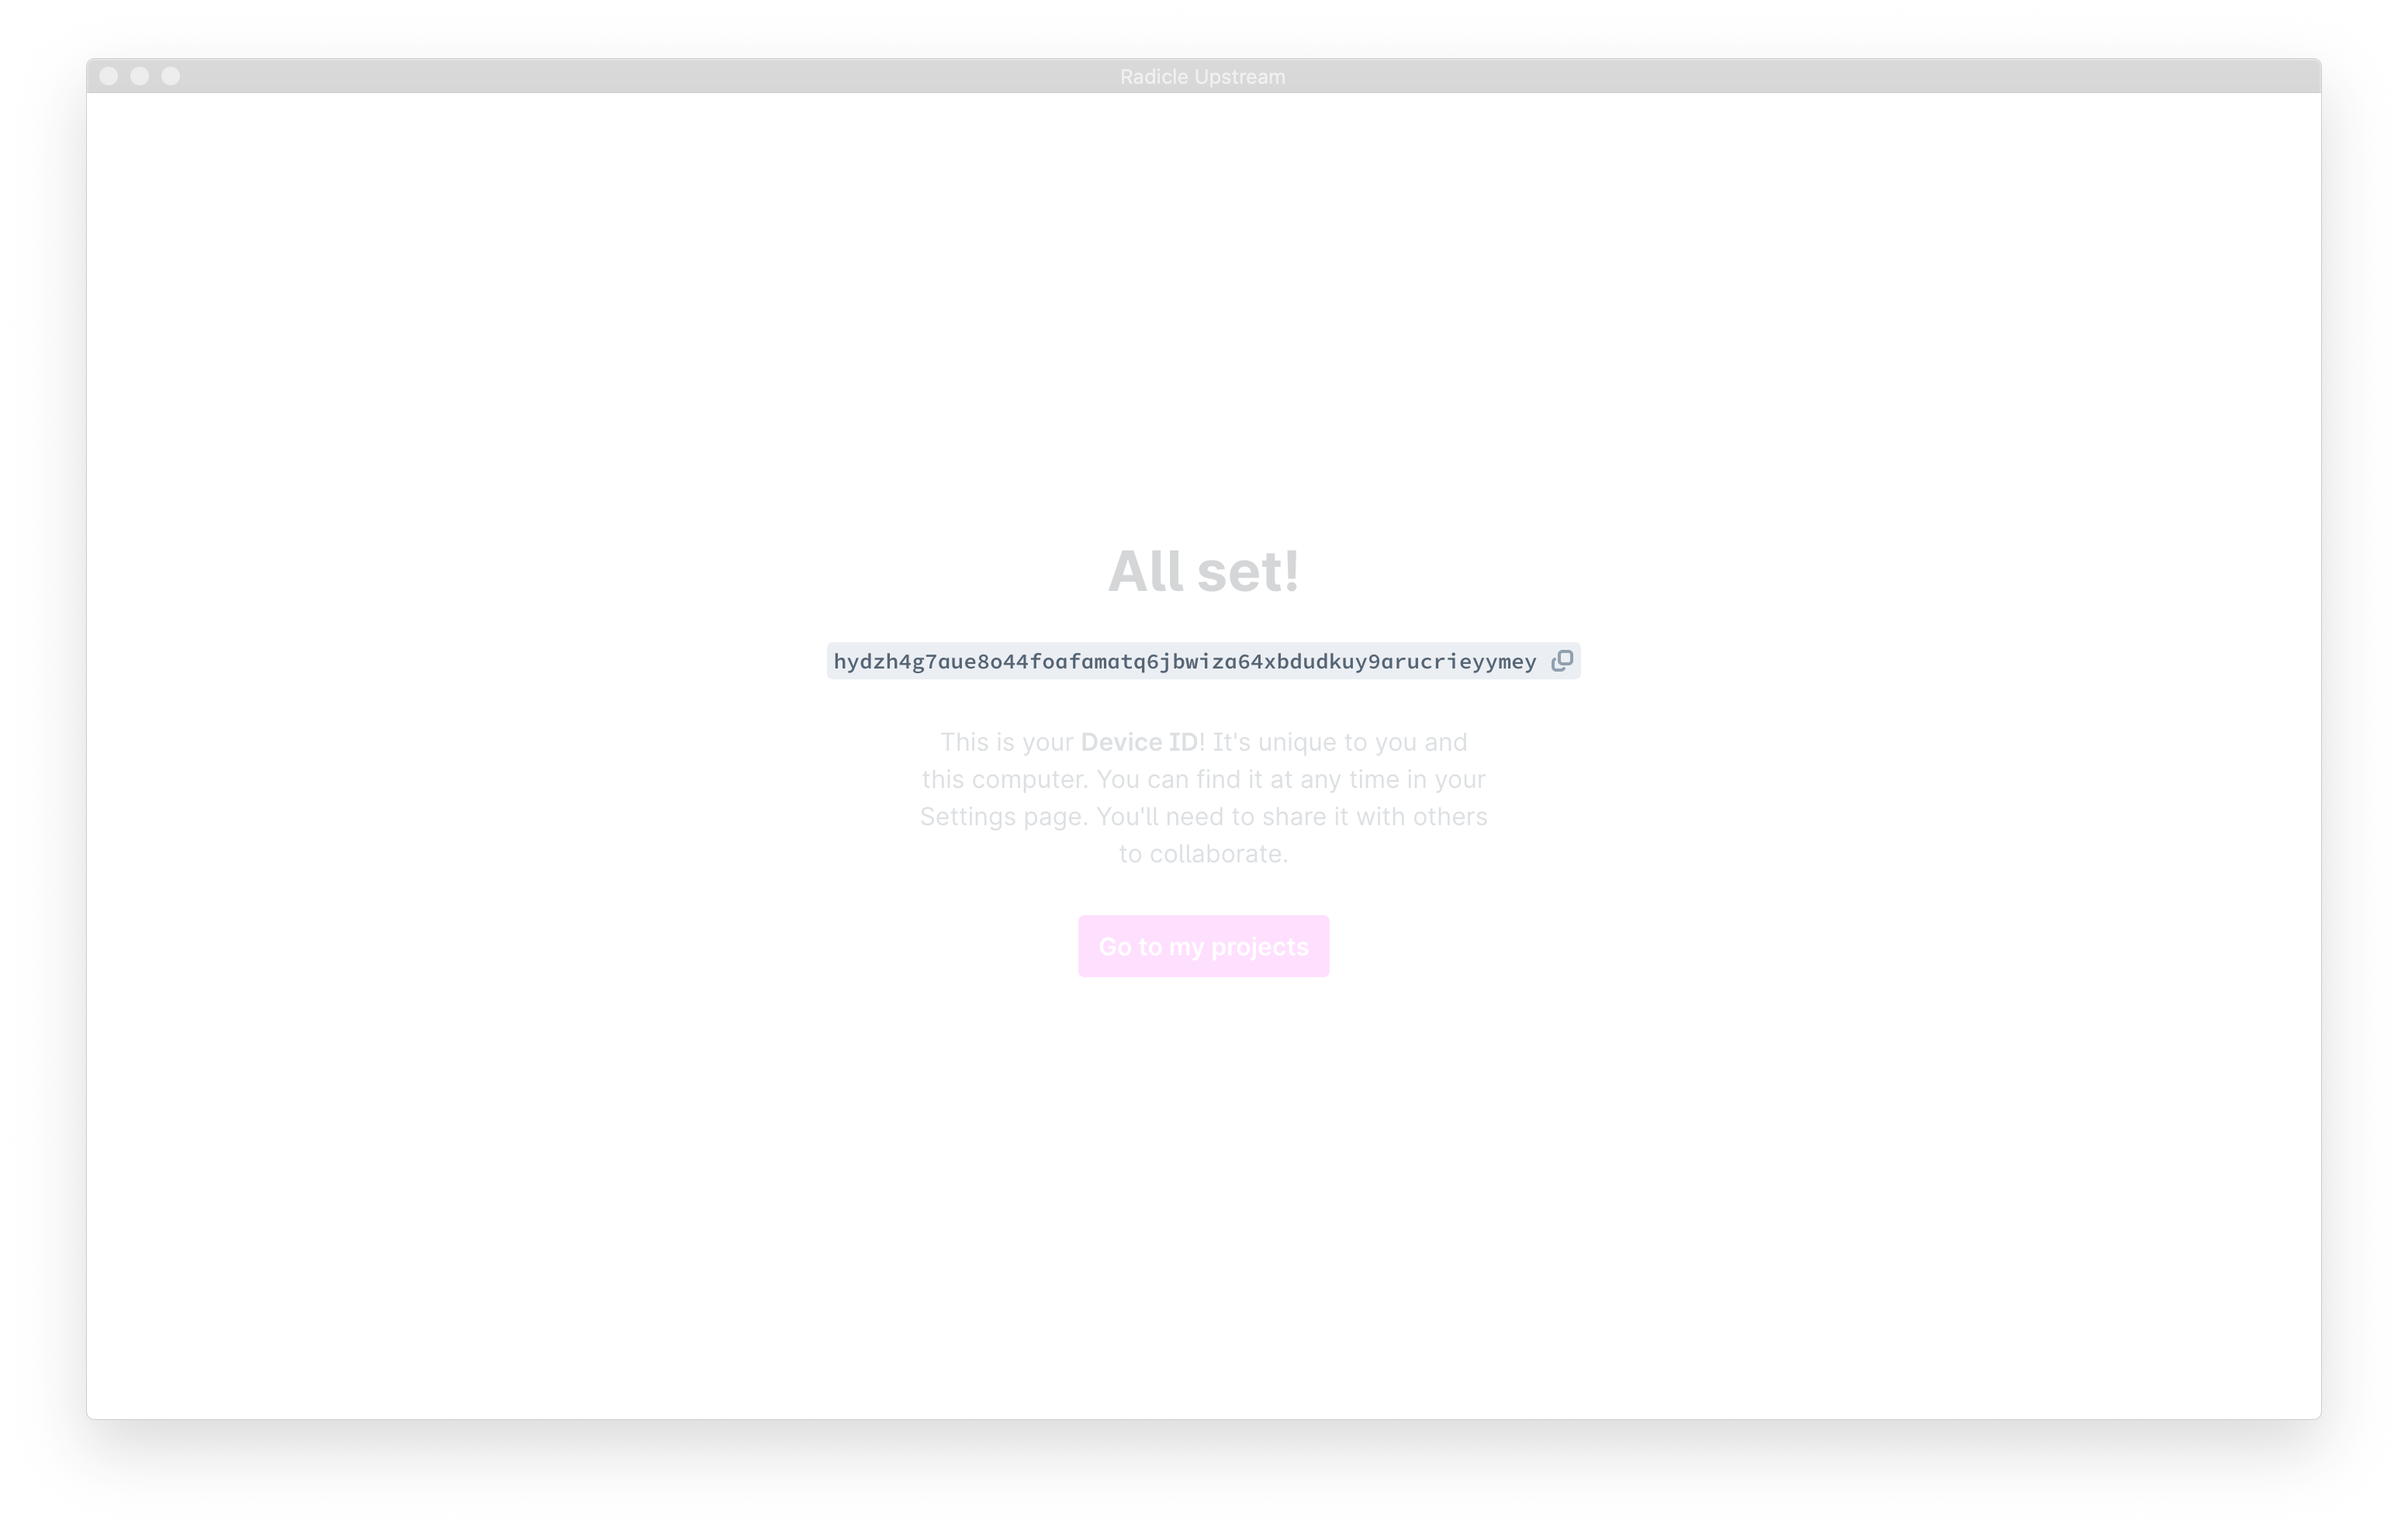 Radicle Upstream
All set!
hydzh4g7aue8o44foafamatq6jbwiza64xbdudkuy9arucrieyymey
This is your Device ID! It's unique to you and
this computer. You can find it at any time in your
Settings page. You'll need to share it with others
to collaborate.
Go to my projects